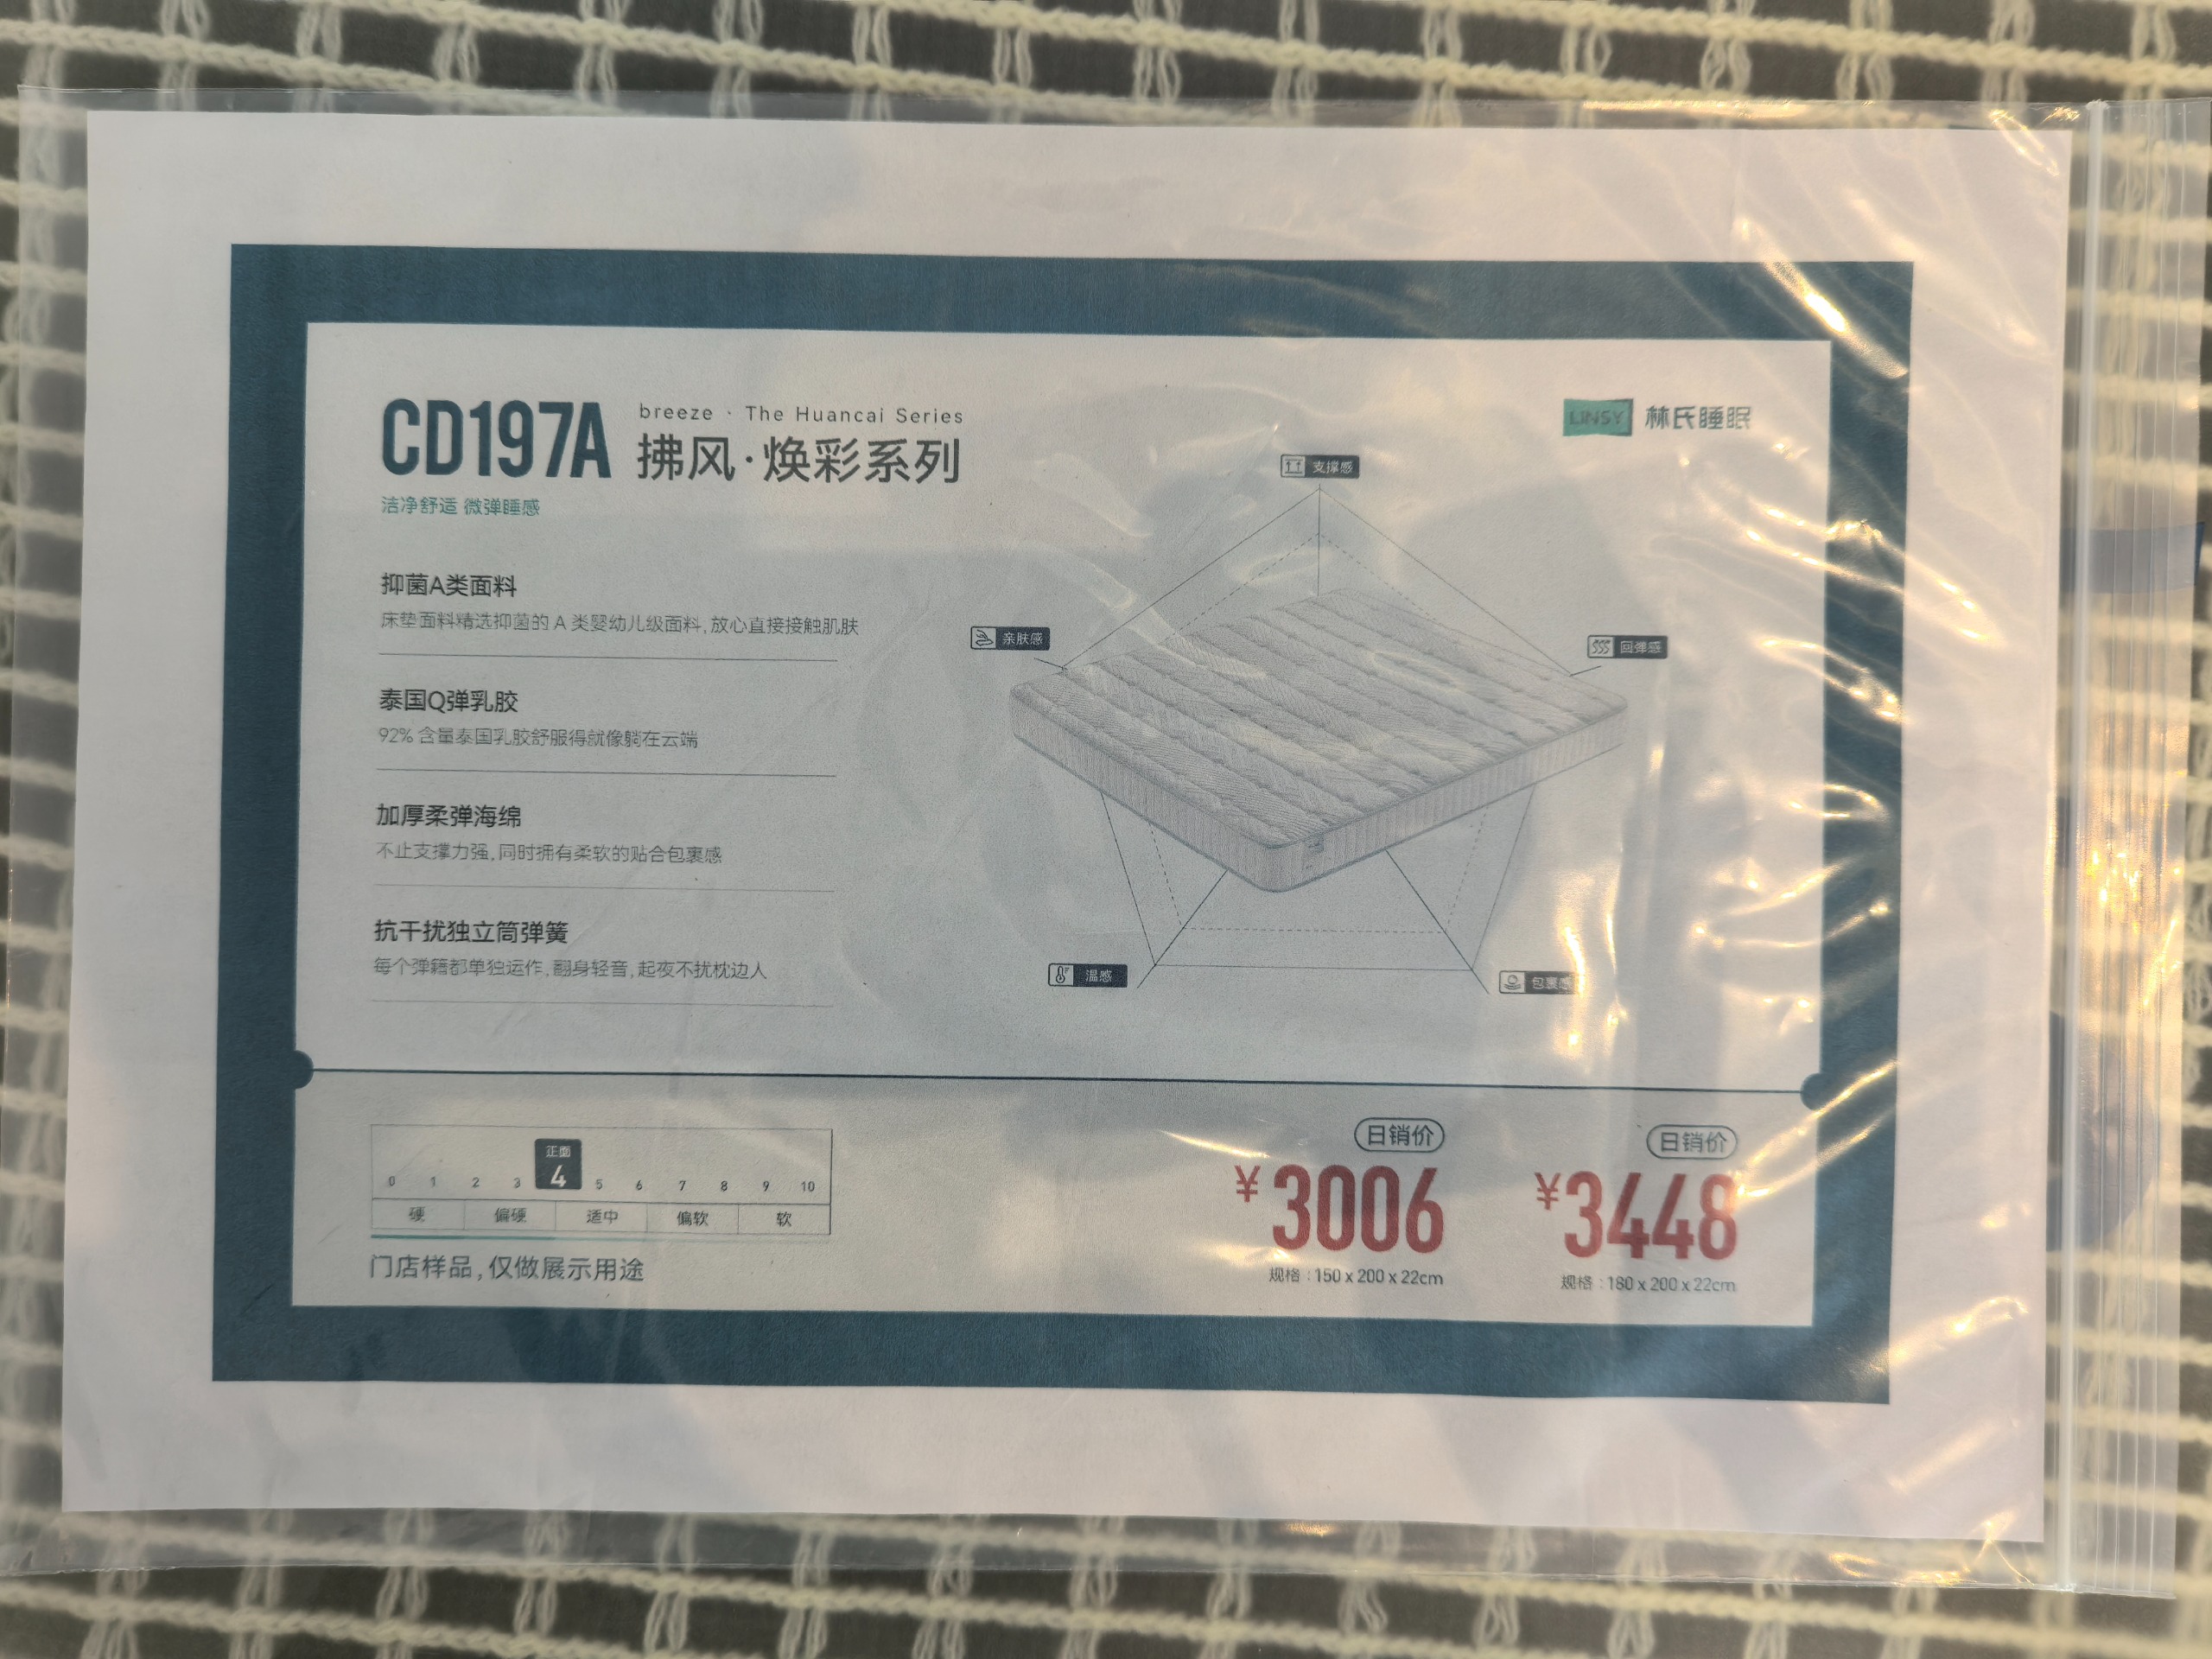 CD197A
breeze · The Huancai Series
拂风·焕彩系列
洁净舒适 微弹睡感
LINSY 林氏睡眠
抑菌A类面料
床垫面料精选抑菌的 A 类婴幼儿级面料,放心直接接触肌肤
泰国Q弹乳胶
92% 含量泰国乳胶舒服得就像躺在云端
加厚柔弹海绵
不止支撑力强,同时拥有柔软的贴合包裹感
抗干扰独立筒弹簧
每个弹簧都单独运作,翻身轻音,起夜不扰枕边人
支撑感
亲肤感
回弹感
温感
包裹感
正面
0 1 2 3 4 5 6 7 8 9 10
硬 偏硬 适中 偏软 软
门店样品,仅做展示用途
日销价
¥3006
规格:150 x 200 x 22cm
日销价
¥3448
规格:180 x 200 x 22cm